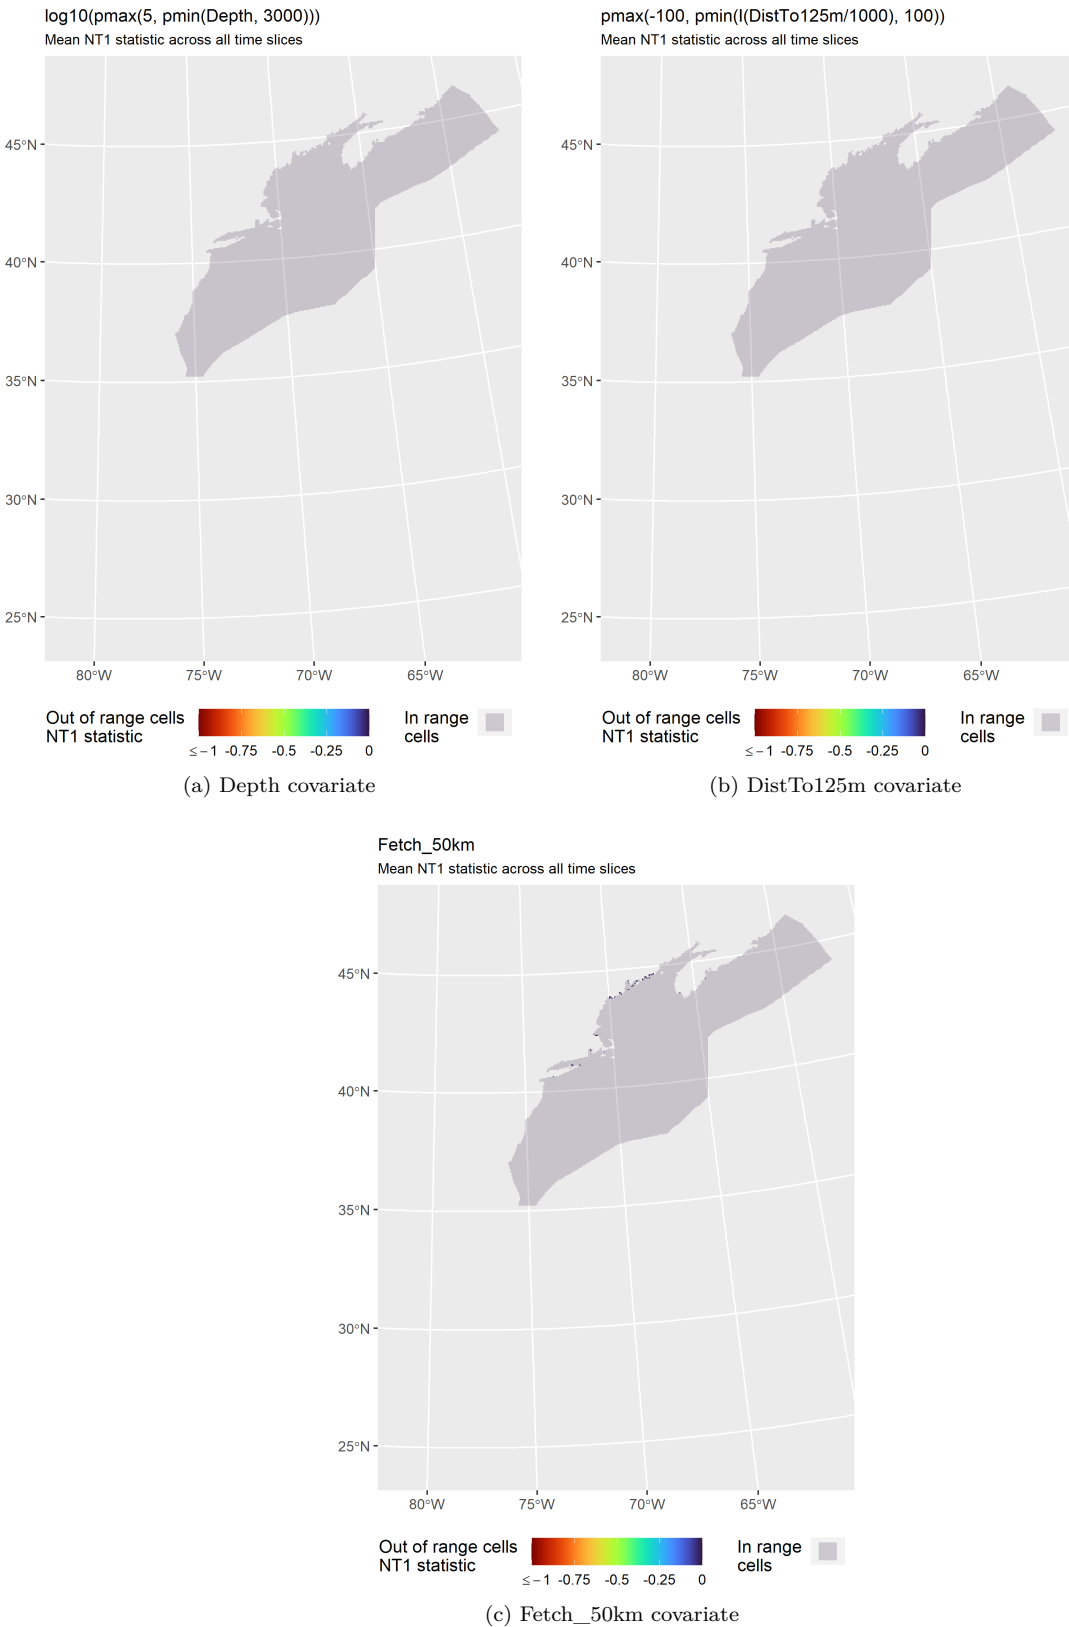 log10(pmax(5, pmin(Depth, 3000)))
Mean NT1 statistic across all time slices
45°N
40°N
35°N
30°N
25°N
80°W 75°W 70°W 65°W
Out of range cells
NT1 statistic
≤ − 1 -0.75 -0.5 -0.25 0
In range
cells
(a) Depth covariate
pmax(-100, pmin(I(DistTo125m/1000), 100))
Mean NT1 statistic across all time slices
45°N
40°N
35°N
30°N
25°N
80°W 75°W 70°W 65°W
Out of range cells
NT1 statistic
≤ − 1 -0.75 -0.5 -0.25 0
In range
cells
(b) DistTo125m covariate
Fetch_50km
Mean NT1 statistic across all time slices
45°N
40°N
35°N
30°N
25°N
80°W 75°W 70°W 65°W
Out of range cells
NT1 statistic
≤ − 1 -0.75 -0.5 -0.25 0
In range
cells
(c) Fetch_50km covariate